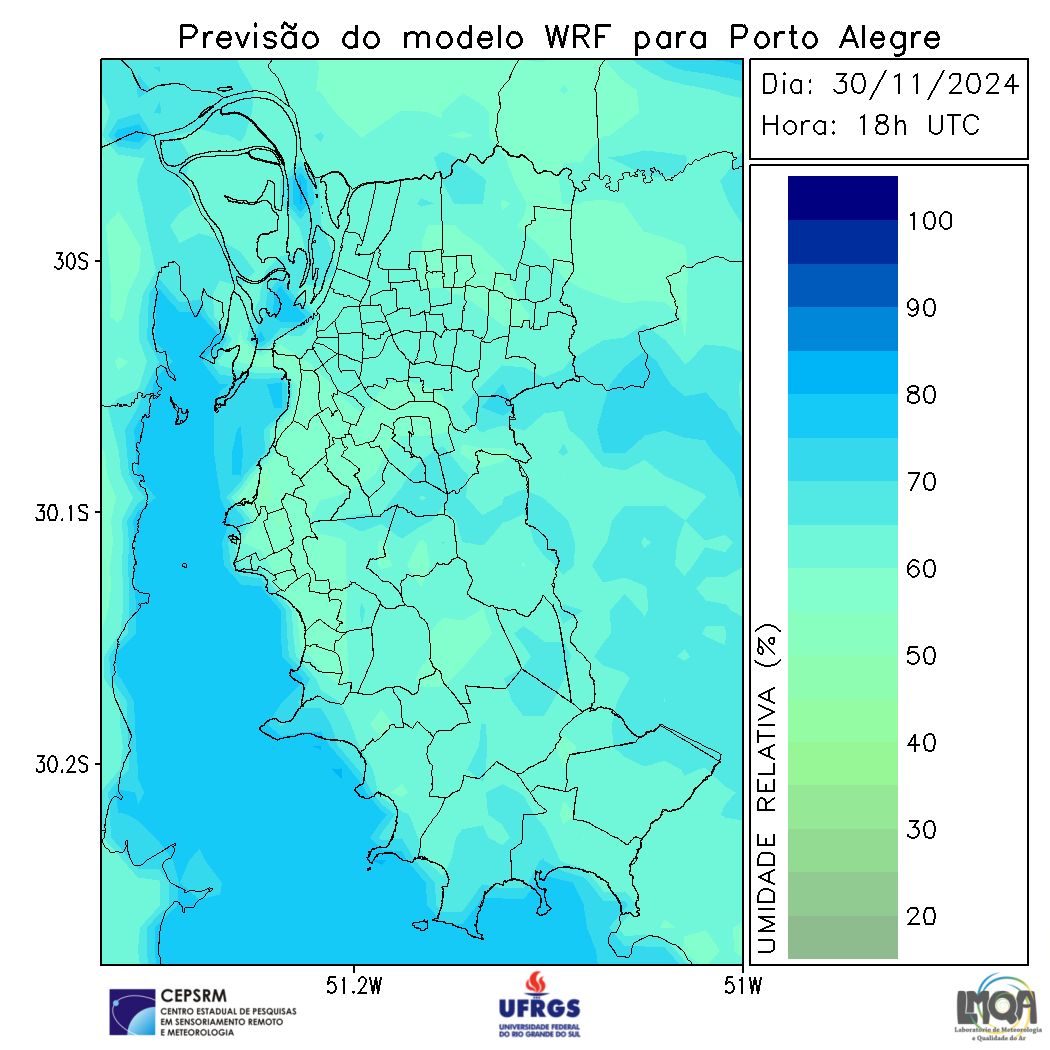 Previsão do modelo WRF para Porto Alegre
Dia: 30/11/2024
Hora: 18h UTC
30S
30.1S
30.2S
51.2W
51W
UMIDADE RELATIVA (%)
100
90
80
70
60
50
40
30
20
CEPSRM
CENTRO ESTADUAL DE PESQUISAS
EM SENSORIAMENTO REMOTO
E METEOROLOGIA
UFRGS
UNIVERSIDADE FEDERAL
DO RIO GRANDE DO SUL
LMQA
Laboratório de Meteorologia
e Qualidade do Ar